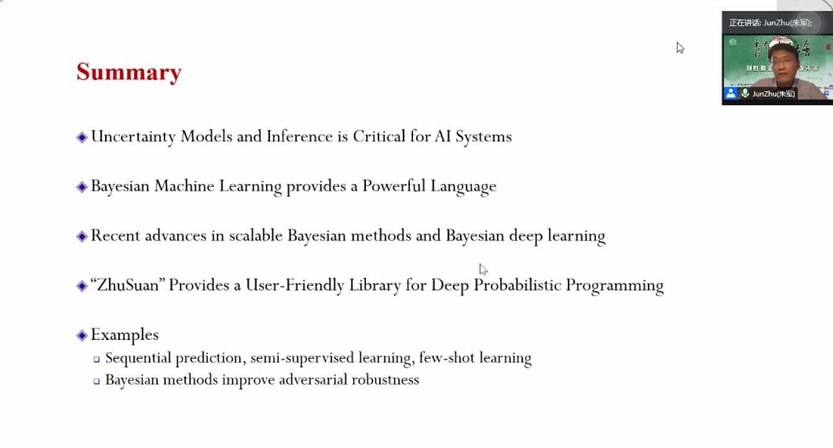 正在讲话: JunZhu(朱军);
Summary
Uncertainty Models and Inference is Critical for AI Systems
Bayesian Machine Learning provides a Powerful Language
Recent advances in scalable Bayesian methods and Bayesian deep learning
“ZhuSuan” Provides a User-Friendly Library for Deep Probabilistic Programming
Examples
Sequential prediction, semi-supervised learning, few-shot learning
Bayesian methods improve adversarial robustness
JunZhu(朱军)